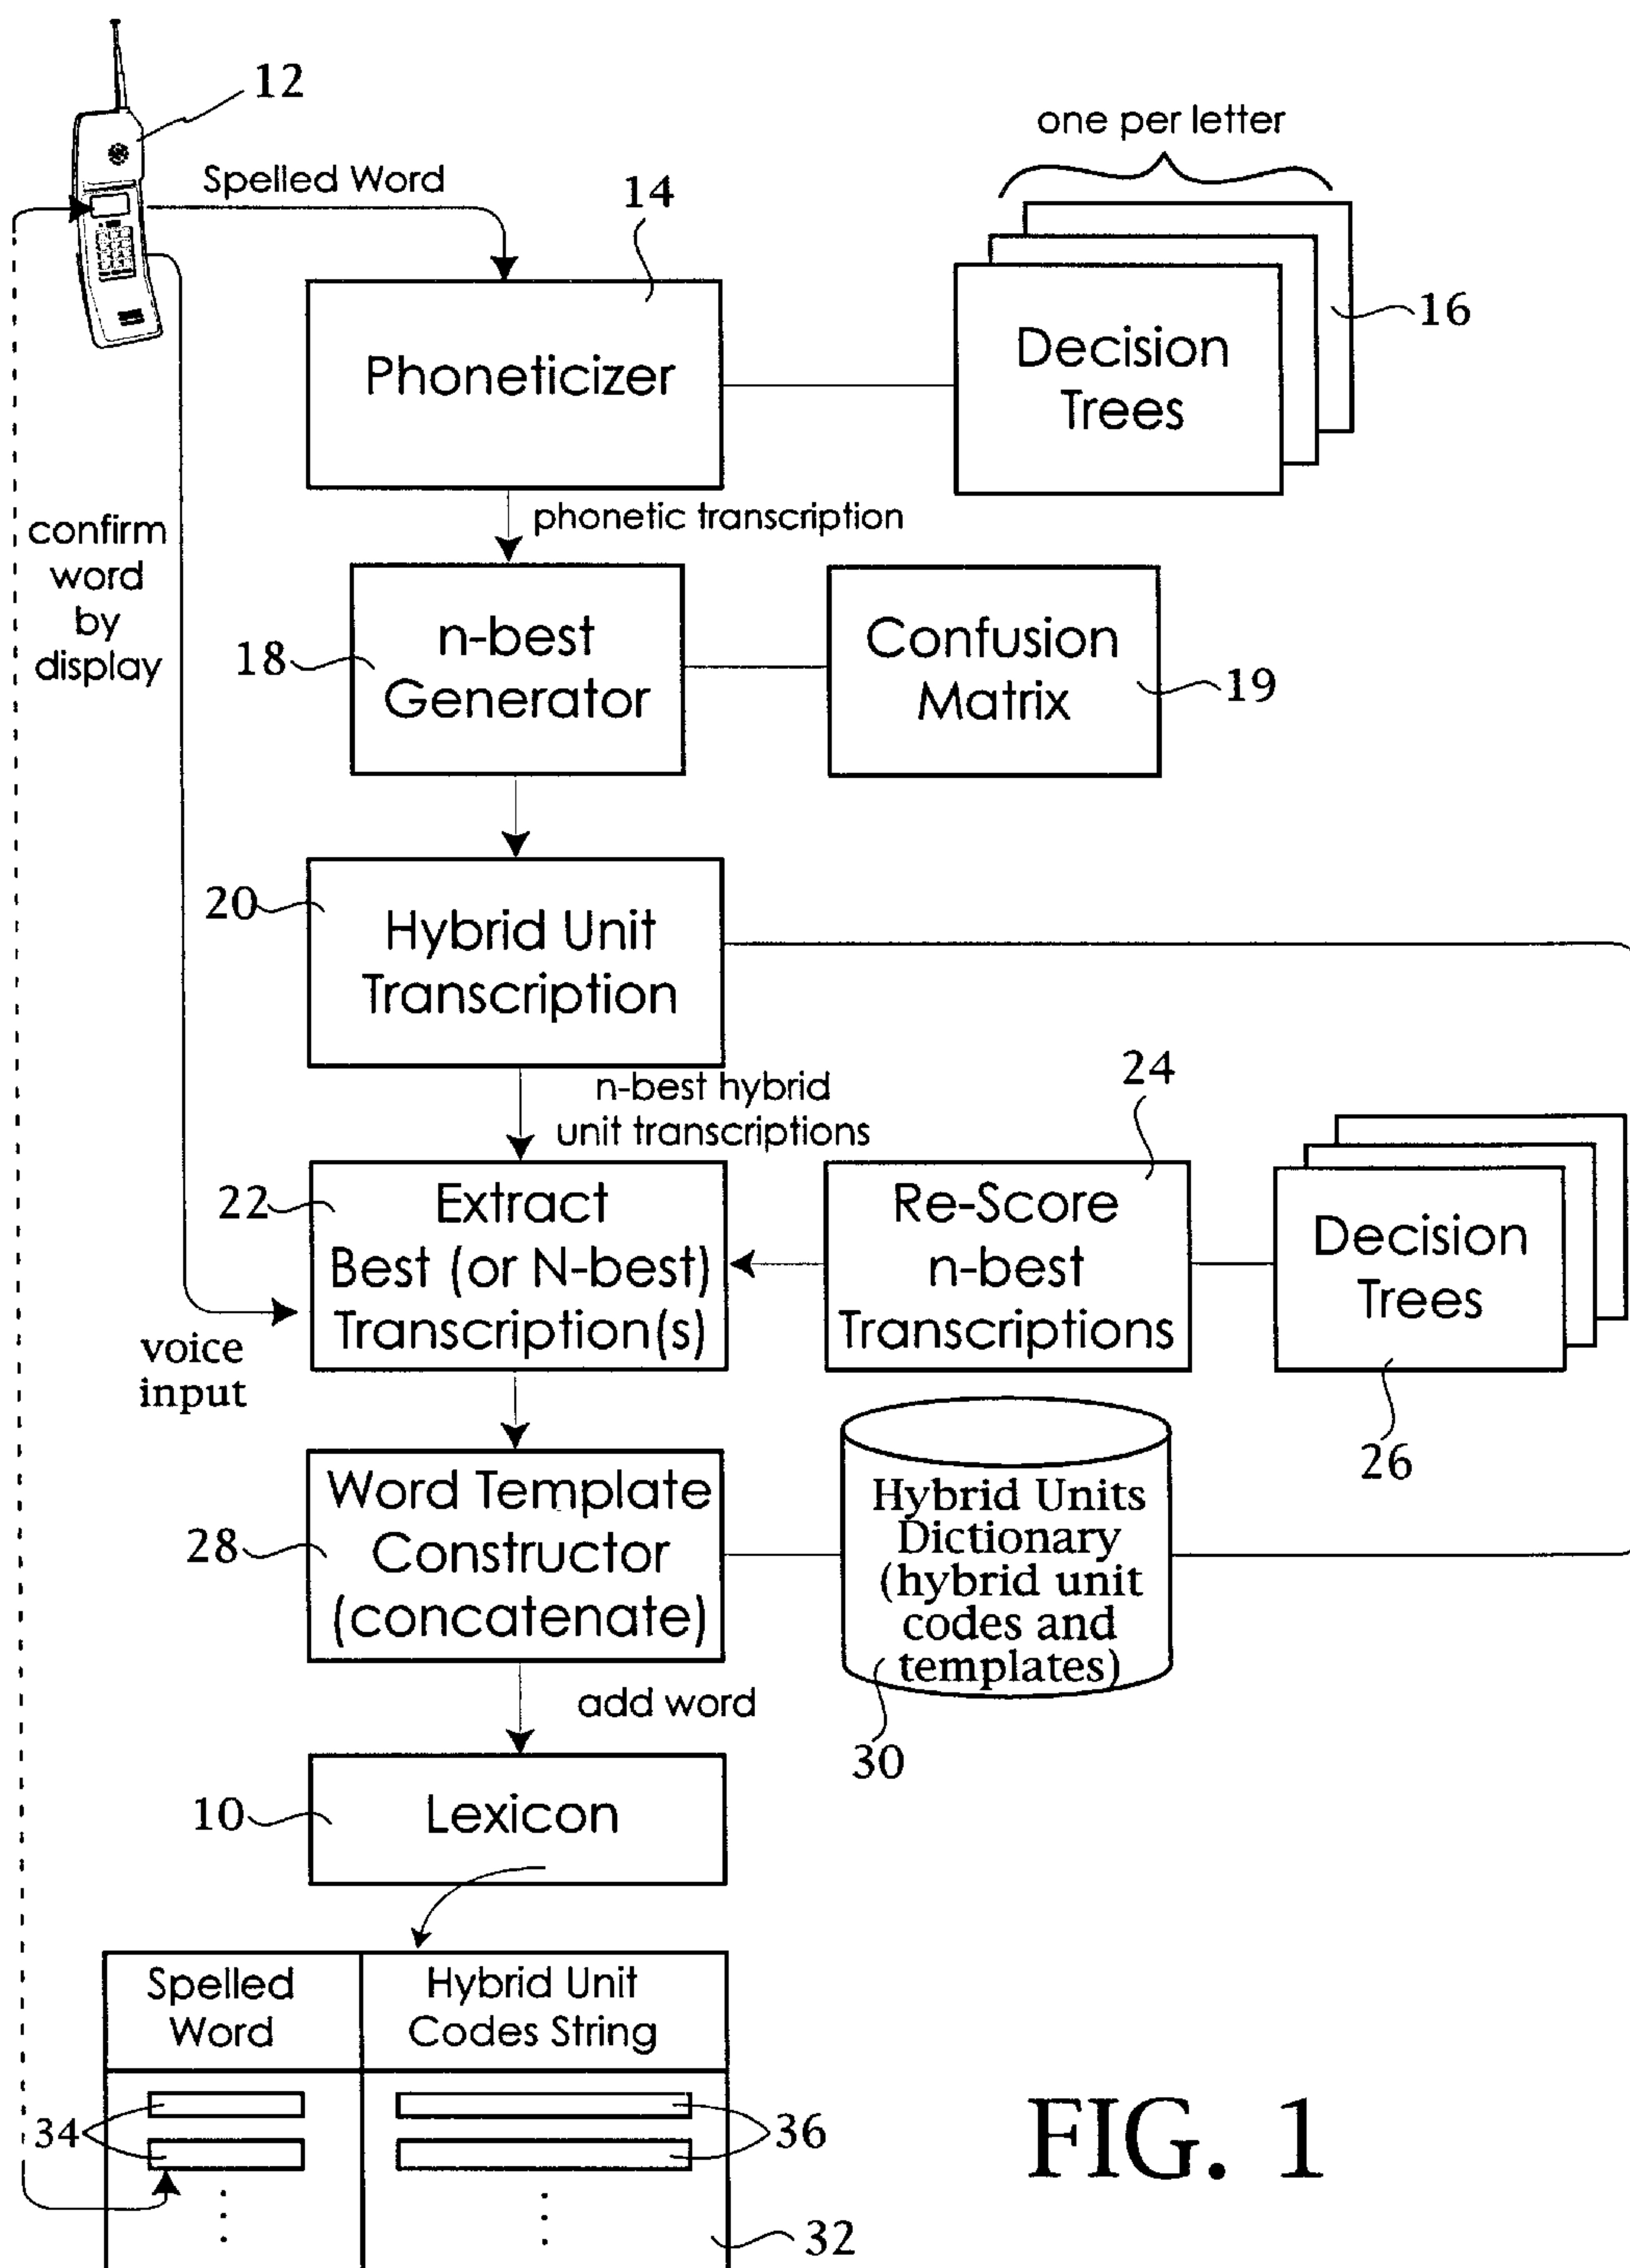 12
one per letter
Spelled Word
14
16
Phoneticizer
Decision
Trees
phonetic transcription
confirm
word
by
display
18
n-best
Generator
Confusion
Matrix
19
20
Hybrid Unit
Transcription
n-best hybrid
unit transcriptions
24
22
Extract
Best (or N-best)
Transcription(s)
Re-Score
n-best
Transcriptions
Decision
Trees
26
voice
input
28
Word Template
Constructor
(concatenate)
Hybrid Units
Dictionary
(hybrid unit
codes and
templates)
30
add word
10
Lexicon
Spelled
Word
Hybrid Unit
Codes String
34
36
32
FIG. 1